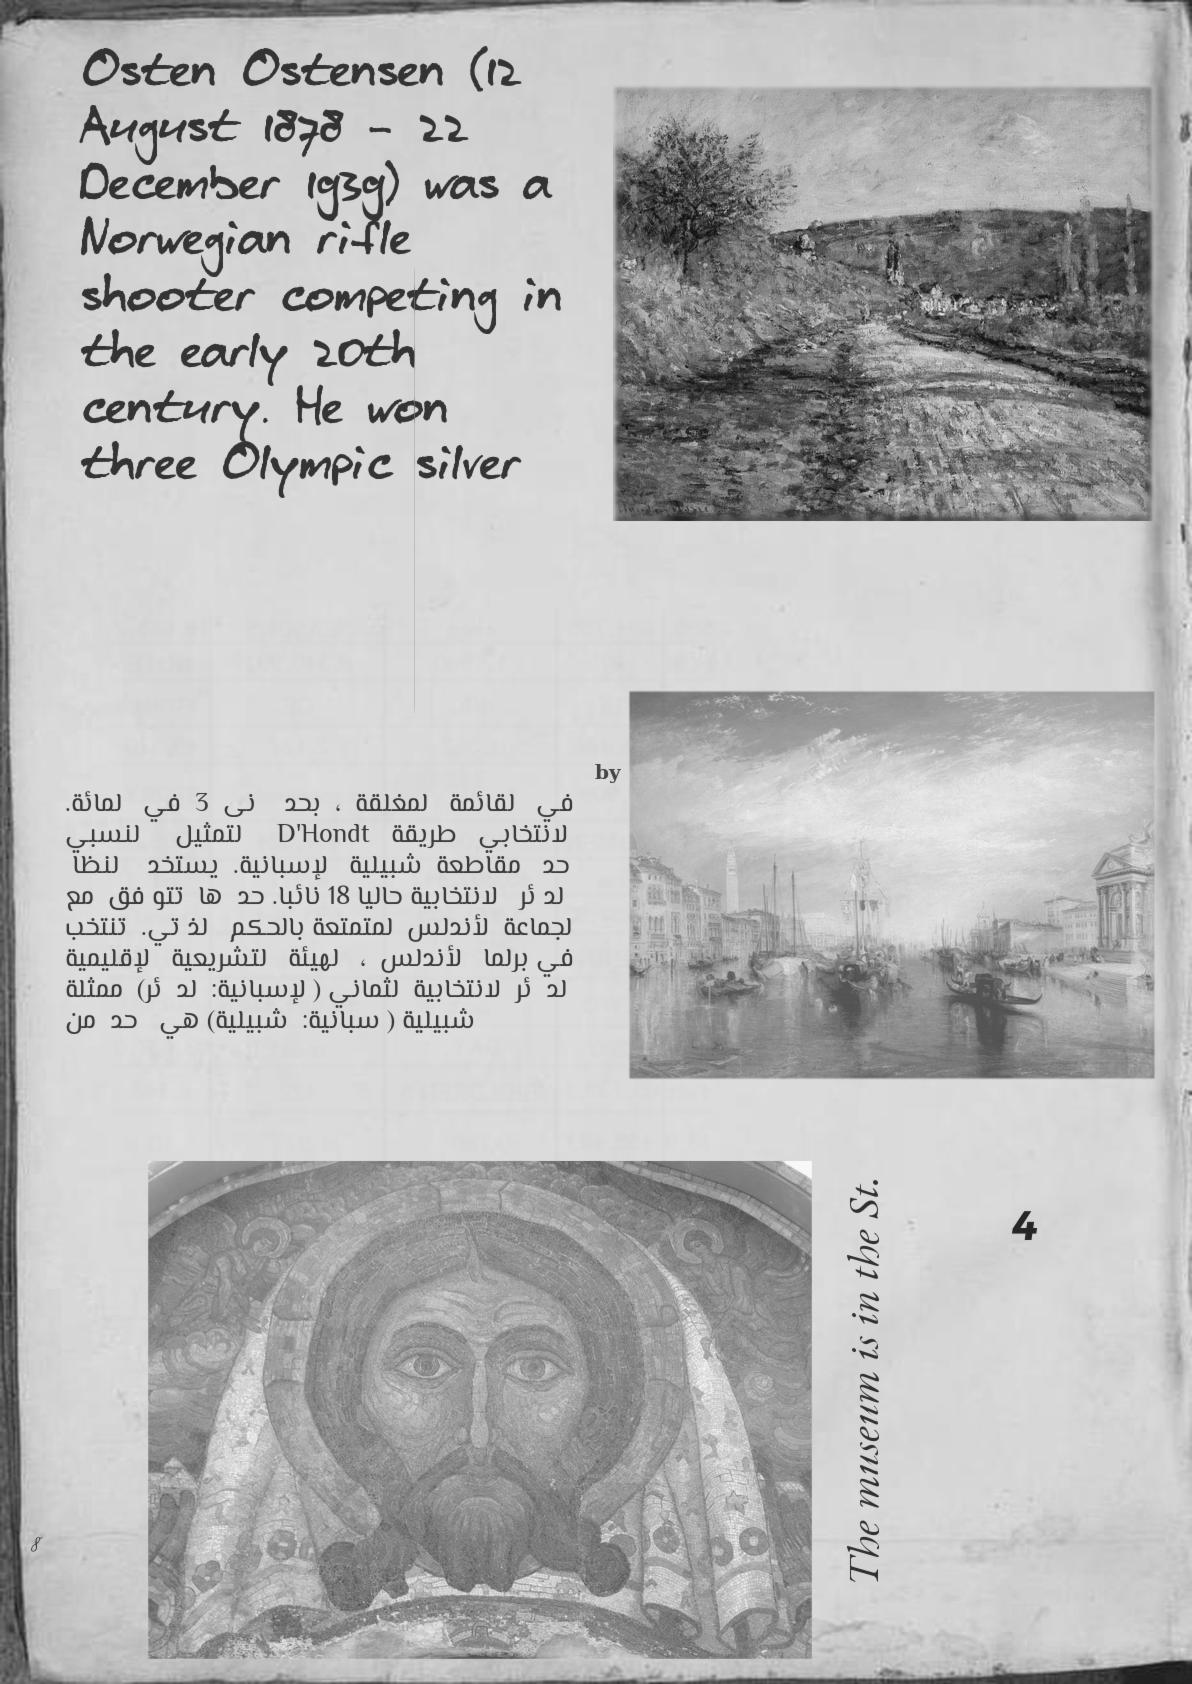 Osten Ostensen (12
August 1878 – 22
December 1939) was a
Norwegian rifle
shooter competing in
the early 20th
century. He won
three Olympic silver
by
في لقائمة لمغلقة ، بحد نى 3 في لمائة.
لانتخابي طريقة D'Hondt لتمثيل لنسبي
حد مقاطعة شبيلية لإسبانية. يستخد لنظا
لد ئر لانتخابية حاليا 18 نائبا. حد ها تتو فق مع
لجماعة لأندلس لمتمتعة بالحكم لذ تي. تنتخب
في برلما لأندلس ، لهيئة لتشريعية لإقليمية
لد ئر لانتخابية لثماني ( لإسبانية: لد ئر) ممثلة
شبيلية ( سبانية: شبيلية) هي حد من
The museum is in the St.
4
8